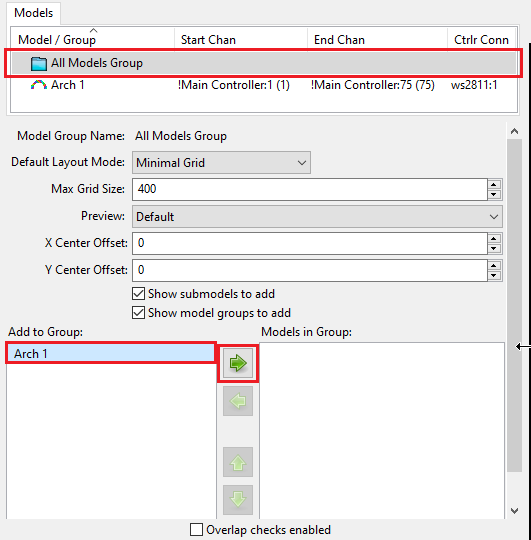 Models
Model / Group Start Chan End Chan Ctrlr Conn
All Models Group
Arch 1 !Main Controller:1 (1) !Main Controller:75 (75) ws2811:1
Model Group Name: All Models Group
Default Layout Mode: Minimal Grid
Max Grid Size: 400
Preview: Default
X Center Offset: 0
Y Center Offset: 0
Show submodels to add
Show model groups to add
Add to Group: Models in Group:
Arch 1
Overlap checks enabled